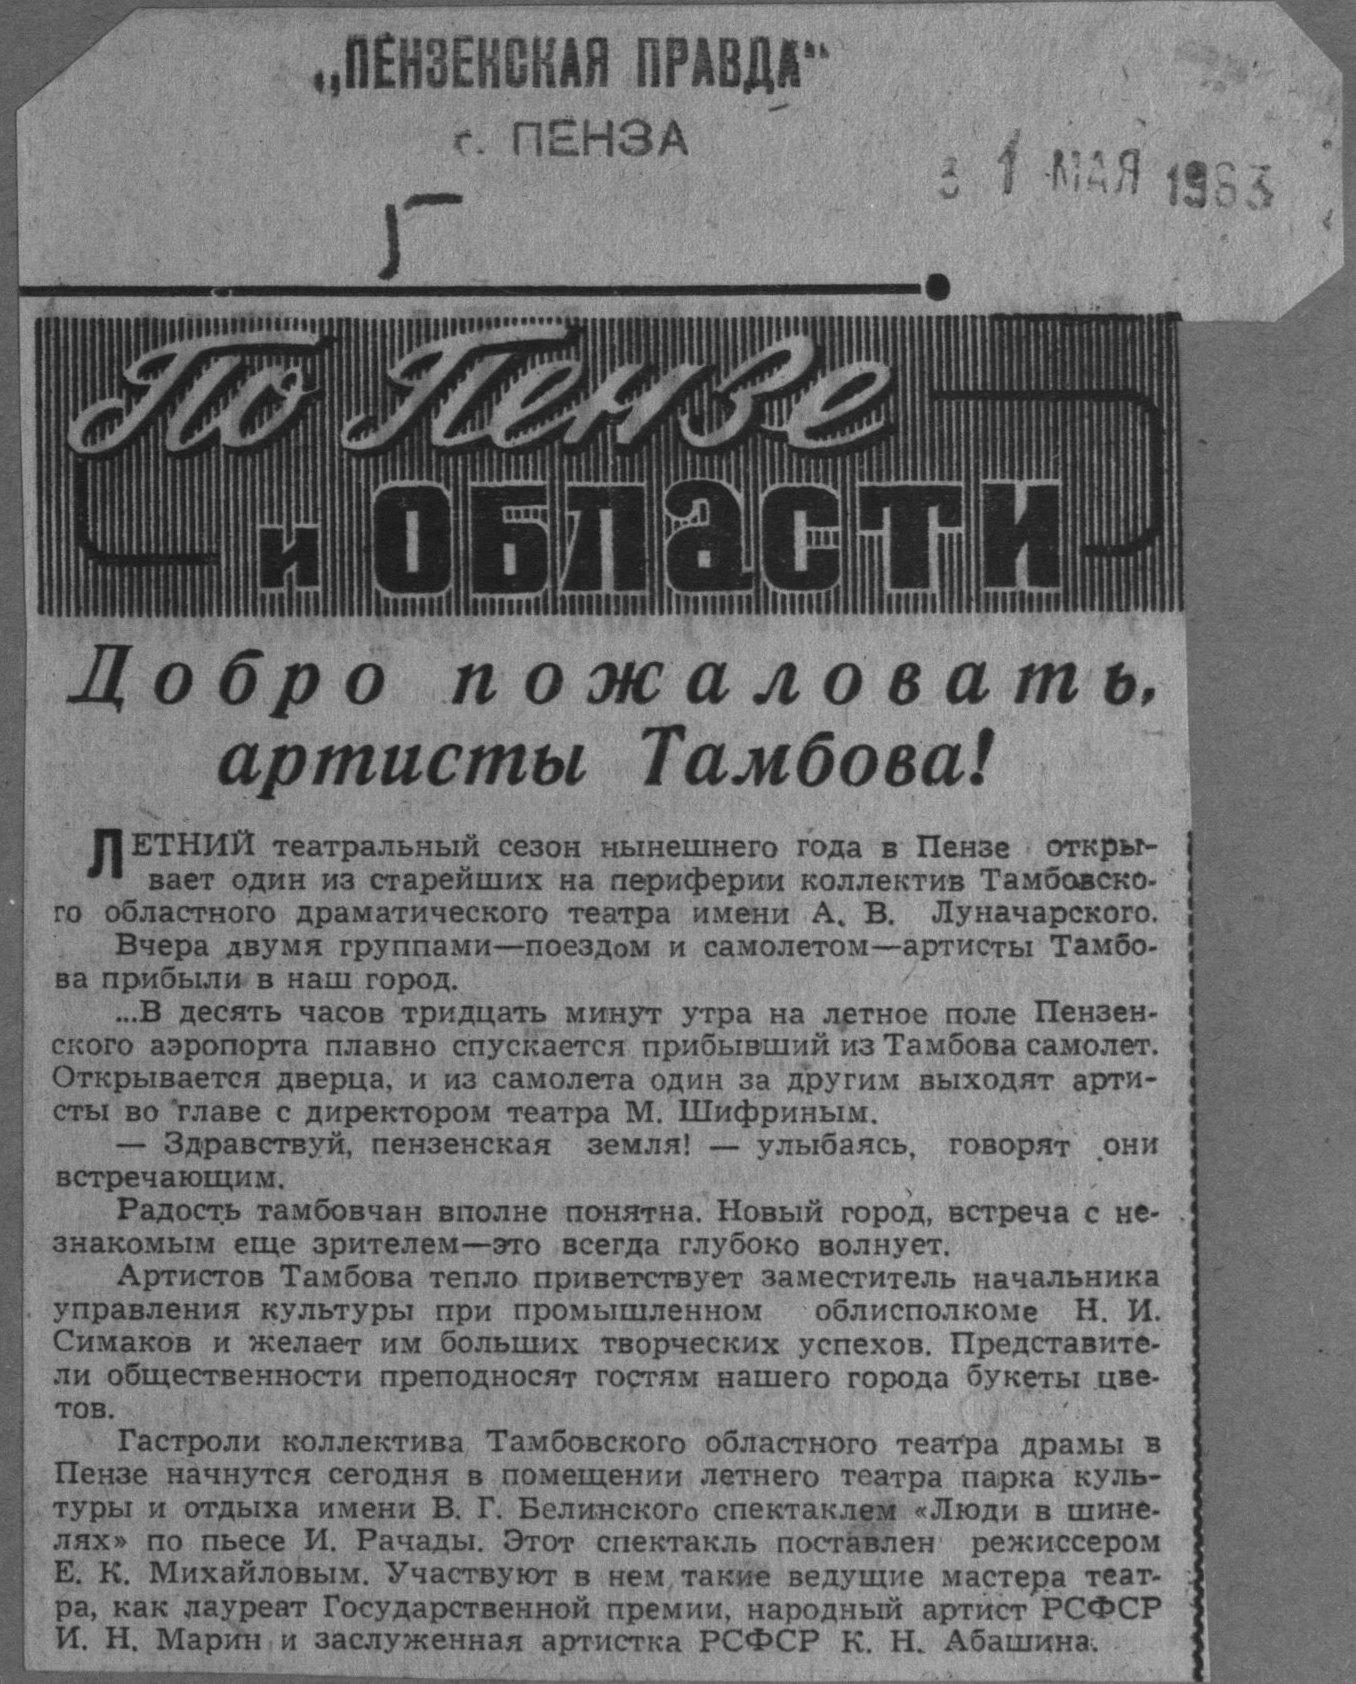 „ПЕНЗЕНСКАЯ ПРАВДА“
г. ПЕНЗА
3 1 МАЯ 1963
По Пензе
и области
Добро пожаловать,
артисты Тамбова!
ЛЕТНИЙ театральный сезон нынешнего года в Пензе откры-
вает один из старейших на периферии коллектив Тамбовско-
го областного драматического театра имени А. В. Луначарского.
Вчера двумя группами—поездом и самолетом—артисты Тамбо-
ва прибыли в наш город.
...В десять часов тридцать минут утра на летное поле Пензен-
ского аэропорта плавно спускается прибывший из Тамбова самолет.
Открывается дверца, и из самолета один за другим выходят арти-
сты во главе с директором театра М. Шифриным.
— Здравствуй, пензенская земля! — улыбаясь, говорят они
встречающим.
Радость тамбовчан вполне понятна. Новый город, встреча с не-
знакомым еще зрителем—это всегда глубоко волнует.
Артистов Тамбова тепло приветствует заместитель начальника
управления культуры при промышленном облисполкоме Н. И.
Симаков и желает им больших творческих успехов. Представите-
ли общественности преподносят гостям нашего города букеты цве-
тов.
Гастроли коллектива Тамбовского областного театра драмы в
Пензе начнутся сегодня в помещении летнего театра парка куль-
туры и отдыха имени В. Г. Белинского спектаклем «Люди в шине-
лях» по пьесе И. Рачады. Этот спектакль поставлен режиссером
Е. К. Михайловым. Участвуют в нем такие ведущие мастера теат-
ра, как лауреат Государственной премии, народный артист РСФСР
И. Н. Марин и заслуженная артистка РСФСР К. Н. Абашина.